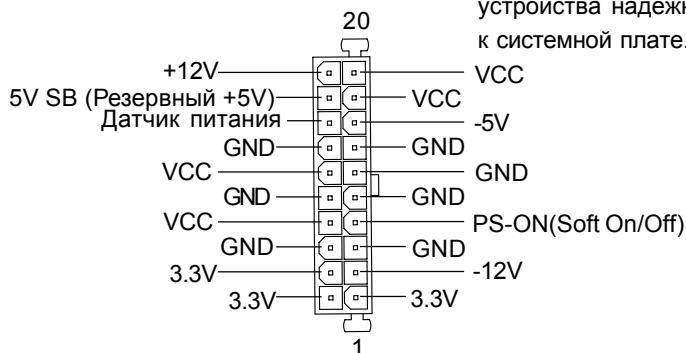 устройства надежн
к системной плате.
20
+12V VCC
5V SB (Резервный +5V) VCC
Датчик питания -5V
GND GND
VCC GND
GND GND
VCC PS-ON(Soft On/Off)
GND GND
3.3V -12V
3.3V 3.3V
1